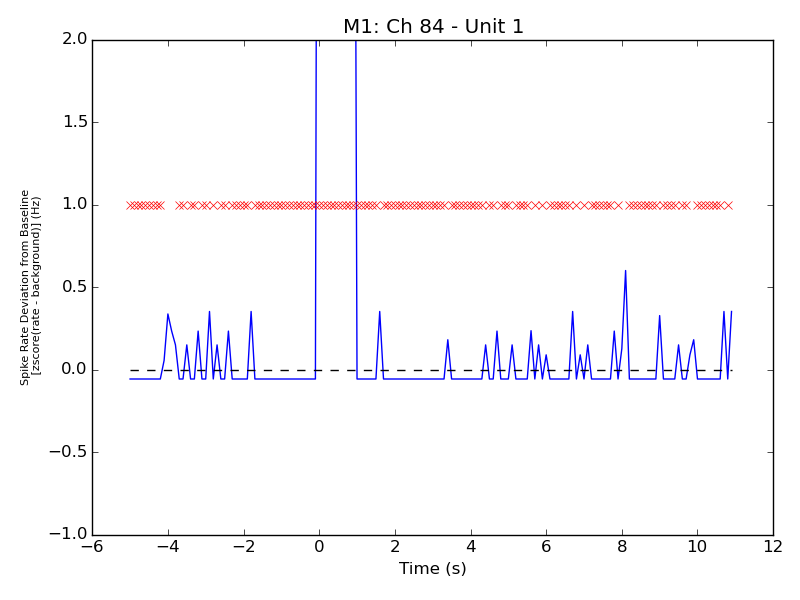 M1: Ch 84 - Unit 1
2.0
1.5
1.0
0.5
0.0
−0.5
−1.0
Spike Rate Deviation from Baseline
[zscore(rate - background)] (Hz)
−6 −4 −2 0 2 4 6 8 10 12
Time (s)